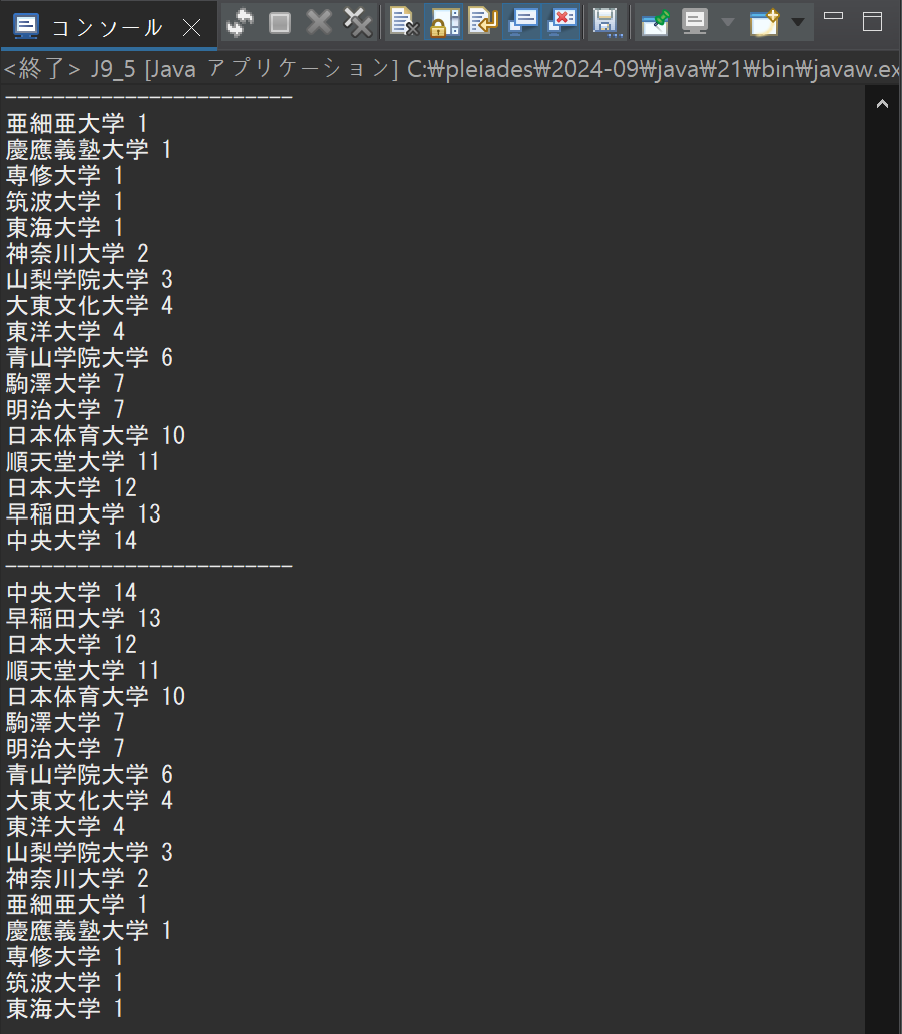 コンソール
<終了> J9_5 [Java アプリケーション] C:₩pleiades₩2024-09₩java₩21₩bin₩javaw.ex
------------------------
亜細亜大学 1
慶應義塾大学 1
専修大学 1
筑波大学 1
東海大学 1
神奈川大学 2
山梨学院大学 3
大東文化大学 4
東洋大学 4
青山学院大学 6
駒澤大学 7
明治大学 7
日本体育大学 10
順天堂大学 11
日本大学 12
早稲田大学 13
中央大学 14
------------------------
中央大学 14
早稲田大学 13
日本大学 12
順天堂大学 11
日本体育大学 10
駒澤大学 7
明治大学 7
青山学院大学 6
大東文化大学 4
東洋大学 4
山梨学院大学 3
神奈川大学 2
亜細亜大学 1
慶應義塾大学 1
専修大学 1
筑波大学 1
東海大学 1